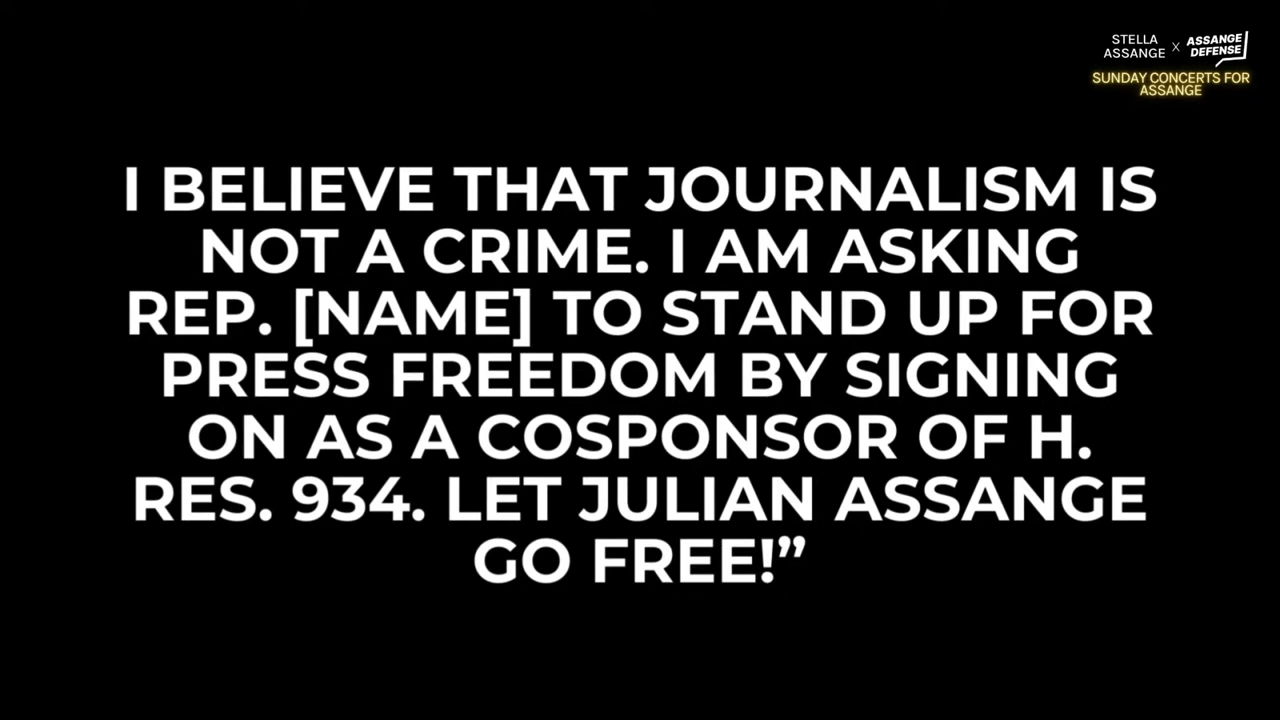 STELLA
ASSANGE X ASSANGE
DEFENSE
SUNDAY CONCERTS FOR
ASSANGE
I BELIEVE THAT JOURNALISM IS
NOT A CRIME. I AM ASKING
REP. [NAME] TO STAND UP FOR
PRESS FREEDOM BY SIGNING
ON AS A COSPONSOR OF H.
RES. 934. LET JULIAN ASSANGE
GO FREE!”